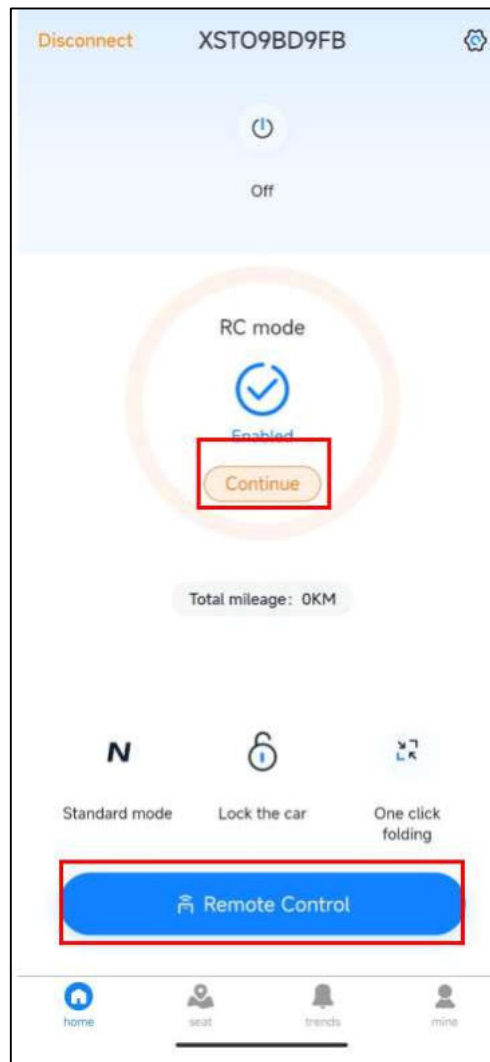 Disconnect XSTO9BD9FB
Off
RC mode
Enabled
Continue
Total mileage: 0KM
N
Standard mode Lock the car One click
folding
Remote Control
home seat trends mine